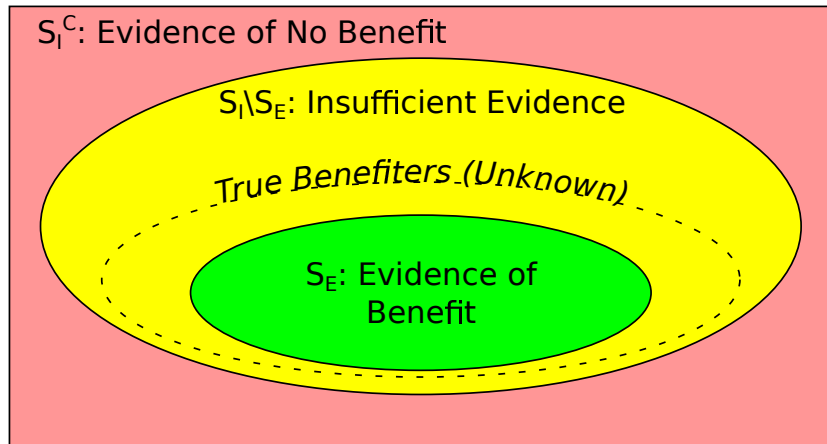 S_I^C: Evidence of No Benefit
S_I\S_E: Insufficient Evidence
True Benefiters (Unknown)
S_E: Evidence of
Benefit